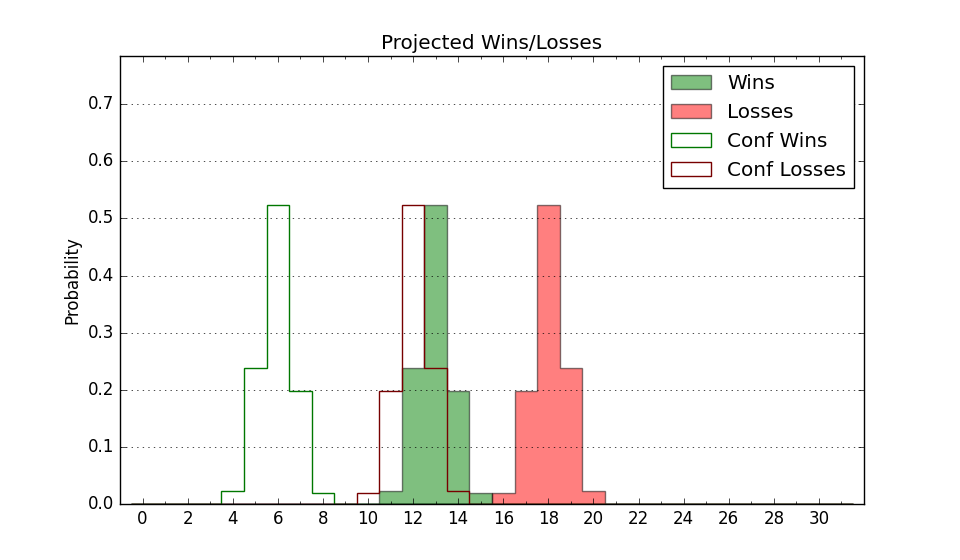 Projected Wins/Losses
Wins
Losses
Conf Wins
Conf Losses
Probability
0.7
0.6
0.5
0.4
0.3
0.2
0.1
0.0
0 2 4 6 8 10 12 14 16 18 20 22 24 26 28 30